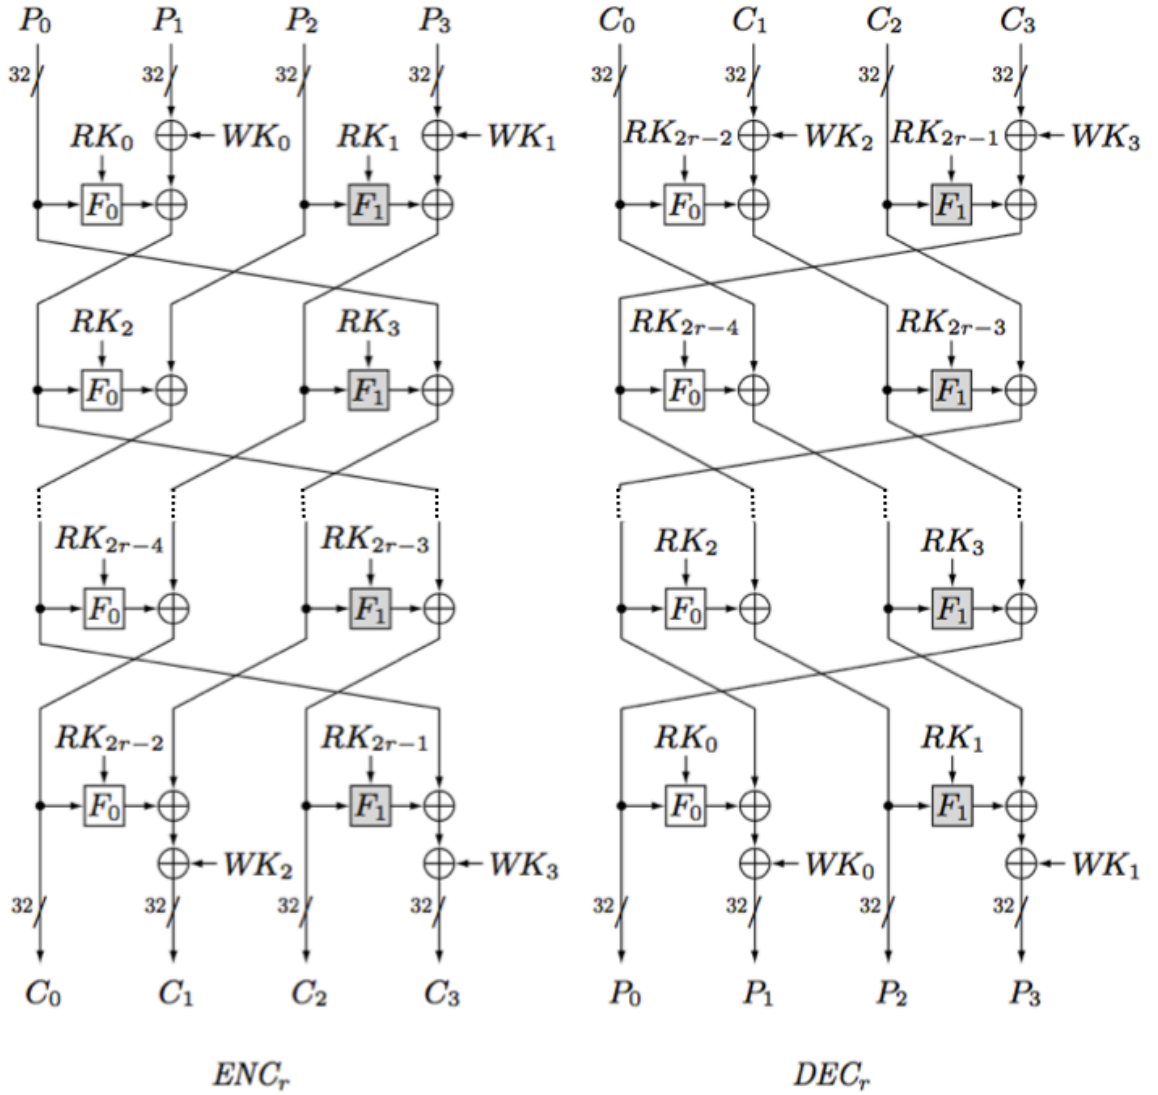 P₀ P₁ P₂ P₃ C₀ C₁ C₂ C₃
32 32 32 32 32 32 32 32
RK₀ WK₀ RK₁ WK₁ RK₂ᵣ₋₂ WK₂ RK₂ᵣ₋₁ WK₃
F₀ F₁ F₀ F₁
RK₂ RK₃ RK₂ᵣ₋₄ RK₂ᵣ₋₃
F₀ F₁ F₀ F₁
RK₂ᵣ₋₄ RK₂ᵣ₋₃ RK₂ RK₃
F₀ F₁ F₀ F₁
RK₂ᵣ₋₂ RK₂ᵣ₋₁ RK₀ RK₁
F₀ F₁ F₀ F₁
WK₂ WK₃ WK₀ WK₁
32 32 32 32 32 32 32 32
C₀ C₁ C₂ C₃ P₀ P₁ P₂ P₃
ENCᵣ DECᵣ